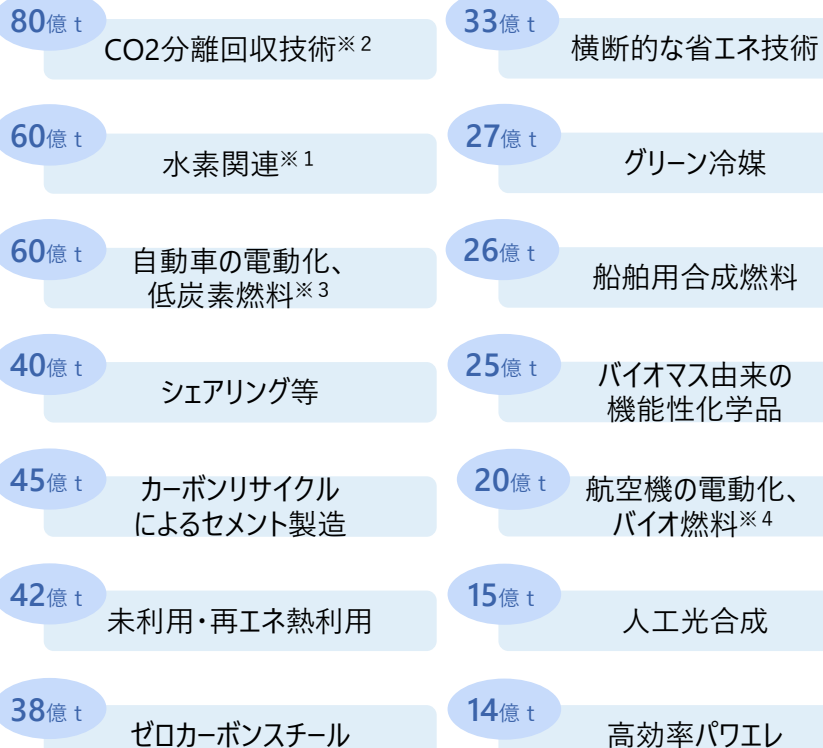 80億 t
CO2分離回収技術※2
60億 t
水素関連※1
60億 t
自動車の電動化、
低炭素燃料※3
40億 t
シェアリング等
45億 t
カーボンリサイクル
によるセメント製造
42億 t
未利用・再エネ熱利用
38億 t
ゼロカーボンスチール
33億 t
横断的な省エネ技術
27億 t
グリーン冷媒
26億 t
船舶用合成燃料
25億 t
バイオマス由来の
機能性化学品
20億 t
航空機の電動化、
バイオ燃料※4
15億 t
人工光合成
14億 t
高効率パワエレ